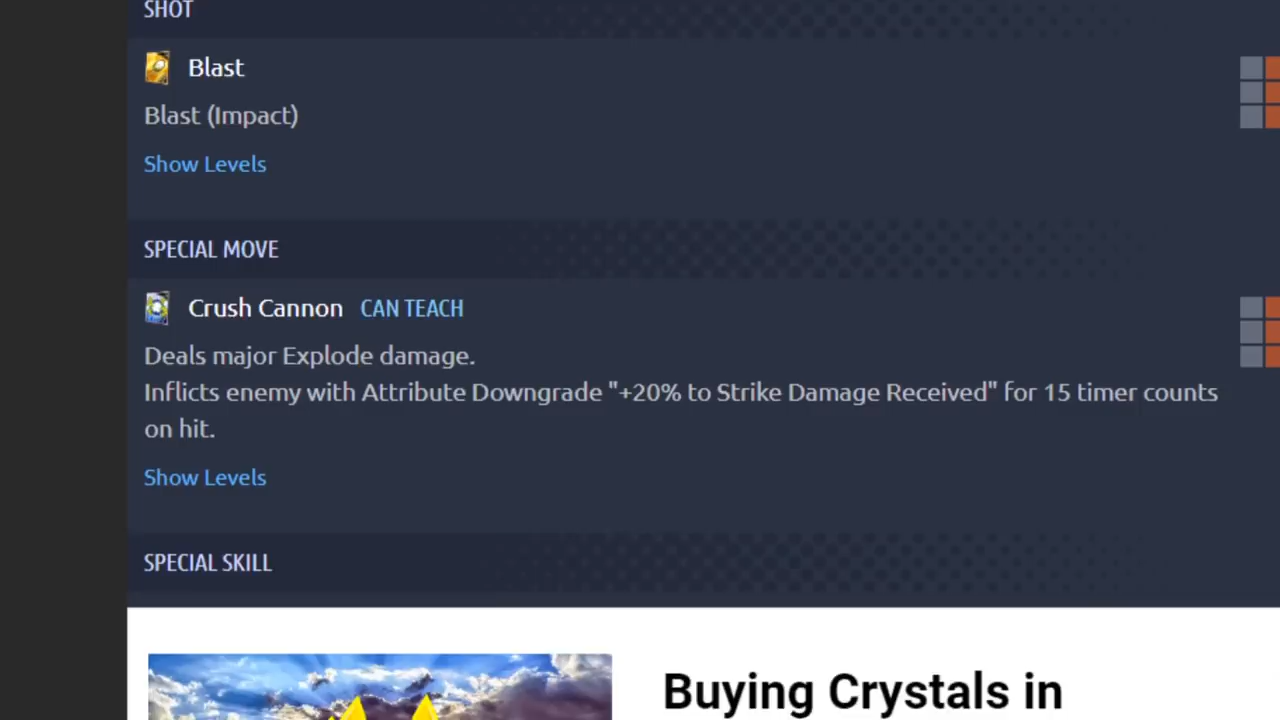 SHOT
Blast
Blast (Impact)
Show Levels
SPECIAL MOVE
Crush Cannon CAN TEACH
Deals major Explode damage.
Inflicts enemy with Attribute Downgrade "+20% to Strike Damage Received" for 15 timer counts
on hit.
Show Levels
SPECIAL SKILL
Buying Crystals in